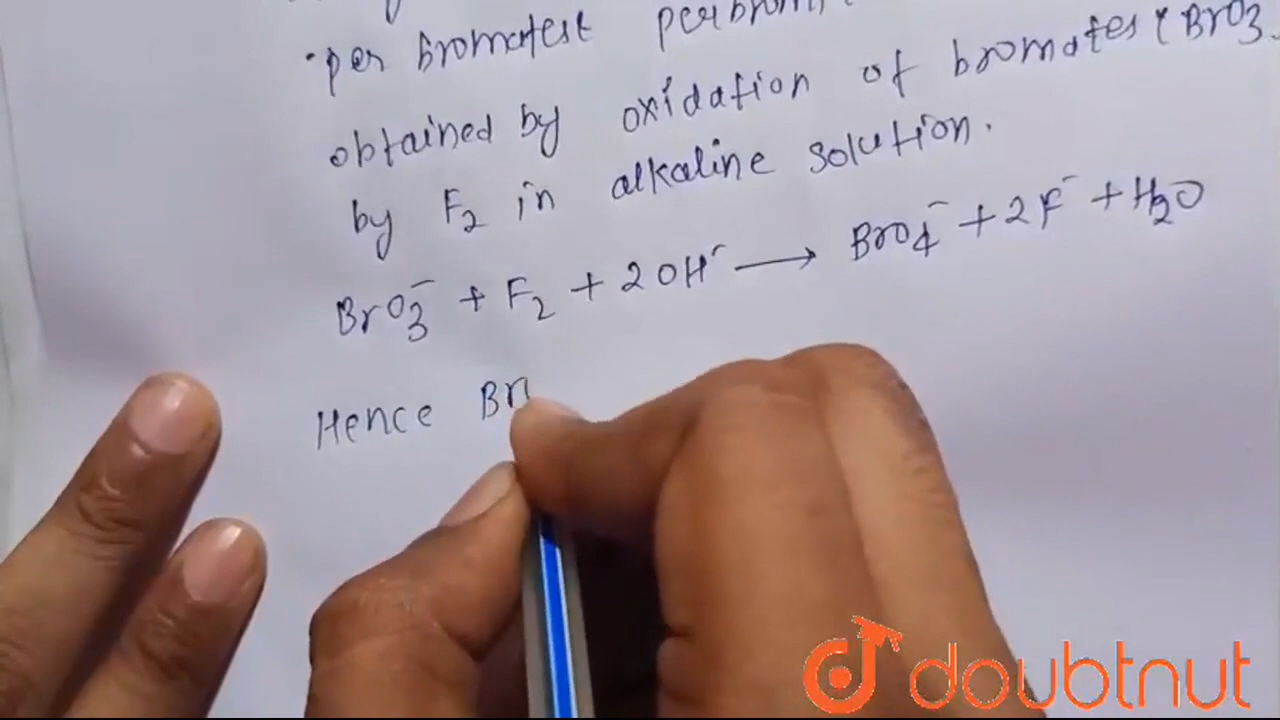 per bromatest perbrom
obtained by oxidation of bromates (BrO3
by F2 in alkaline solution.
BrO3⁻ + F2 + 2OH⁻ ⟶ BrO4⁻ + 2F⁻ + H2O
Hence Br
doubtnut